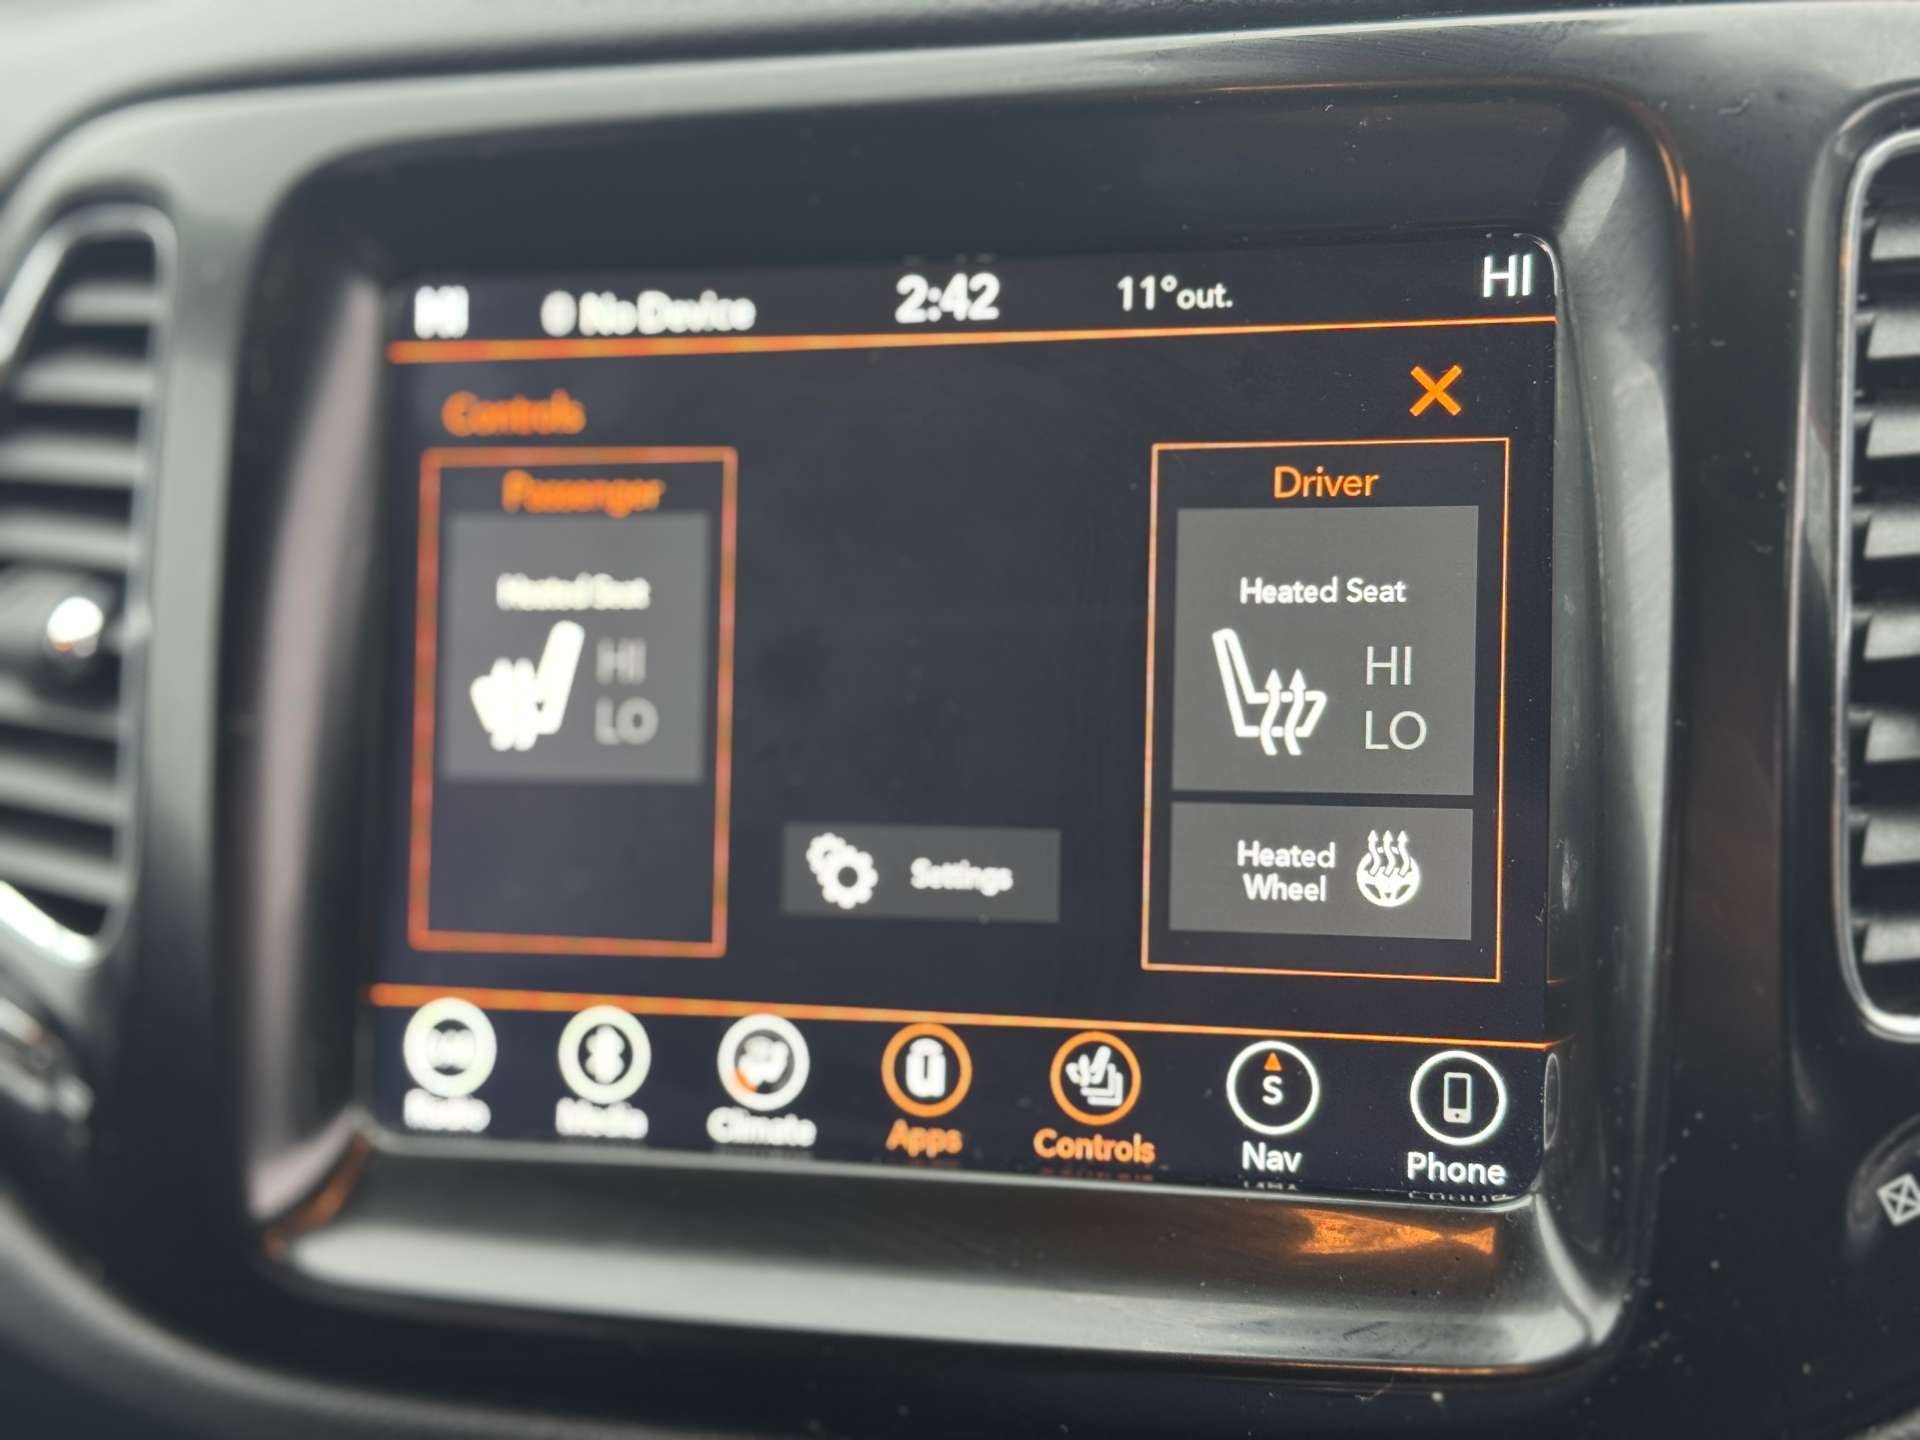 HI No Device 2:42 11°out. HI
Controls
Passenger
Heated Seat
HI
LO
Settings
Driver
Heated Seat
HI
LO
Heated
Wheel
Radio Media Climate Apps Controls S Nav Phone